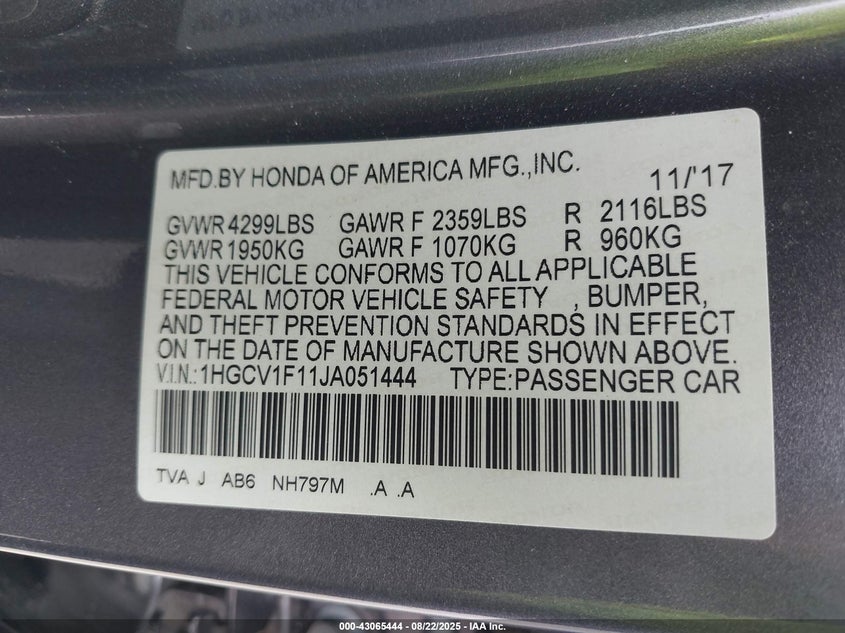 MFD.BY HONDA OF AMERICA MFG.,INC. 11/'17
GVWR 4299LBS GAWR F 2359LBS R 2116LBS
GVWR 1950KG GAWR F 1070KG R 960KG
THIS VEHICLE CONFORMS TO ALL APPLICABLE
FEDERAL MOTOR VEHICLE SAFETY , BUMPER,
AND THEFT PREVENTION STANDARDS IN EFFECT
ON THE DATE OF MANUFACTURE SHOWN ABOVE.
V.I.N.:1HGCV1F11JA051444 TYPE:PASSENGER CAR
TVA J AB6 NH797M .A .A
000-43065444 - 08/22/2025 - IAA Inc.